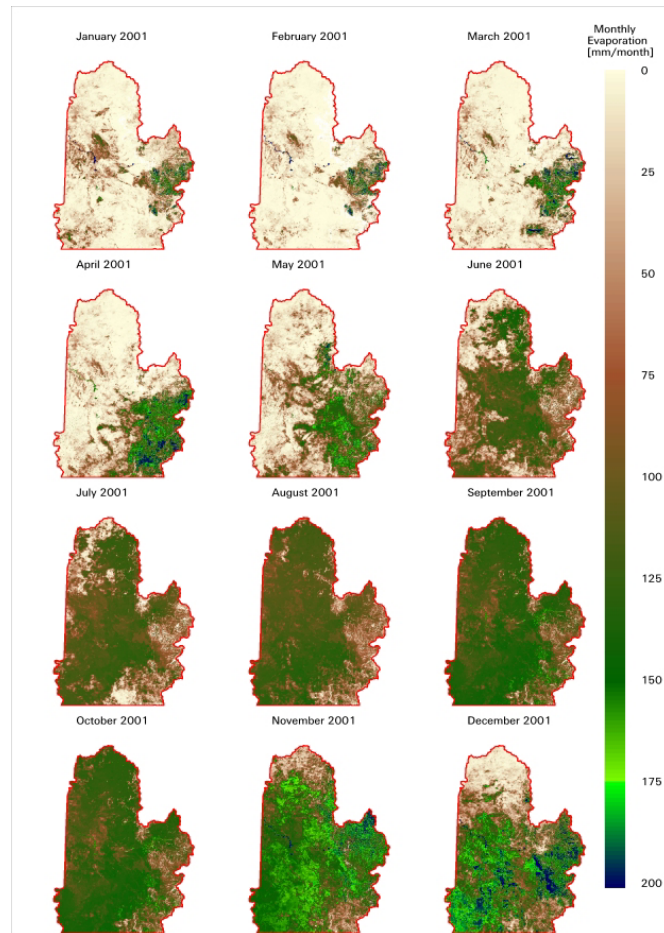 January 2001
February 2001
March 2001
Monthly
Evaporation
[mm/month]
0
25
50
75
100
125
150
175
200
April 2001
May 2001
June 2001
July 2001
August 2001
September 2001
October 2001
November 2001
December 2001